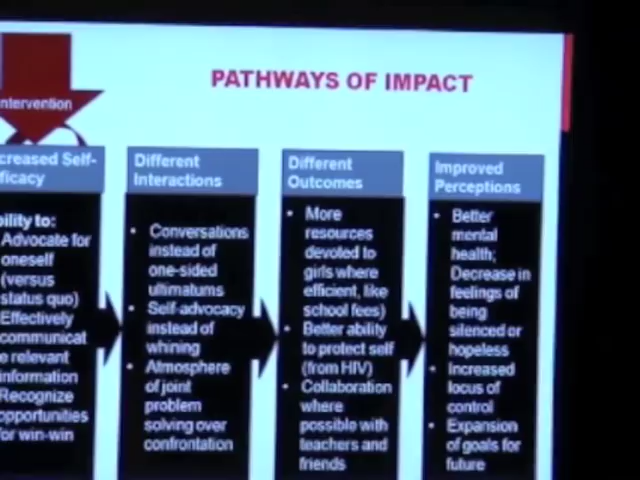 PATHWAYS OF IMPACT
ntervention
creased Self-
ficacy
bility to:
Advocate for
oneself
(versus
status quo)
Effectively
communicat
e relevant
information
Recognize
opportunities
for win-win
Different
Interactions
• Conversations
instead of
one-sided
ultimatums
• Self-advocacy
instead of
whining
• Atmosphere
of joint
problem
solving over
confrontation
Different
Outcomes
• More
resources
devoted to
girls where
efficient, like
school fees)
• Better ability
to protect self
(from HIV)
• Collaboration
where
possible with
teachers and
friends
Improved
Perceptions
• Better
mental
health;
Decrease in
feelings of
being
silenced or
hopeless
• Increased
locus of
control
• Expansion
of goals for
future